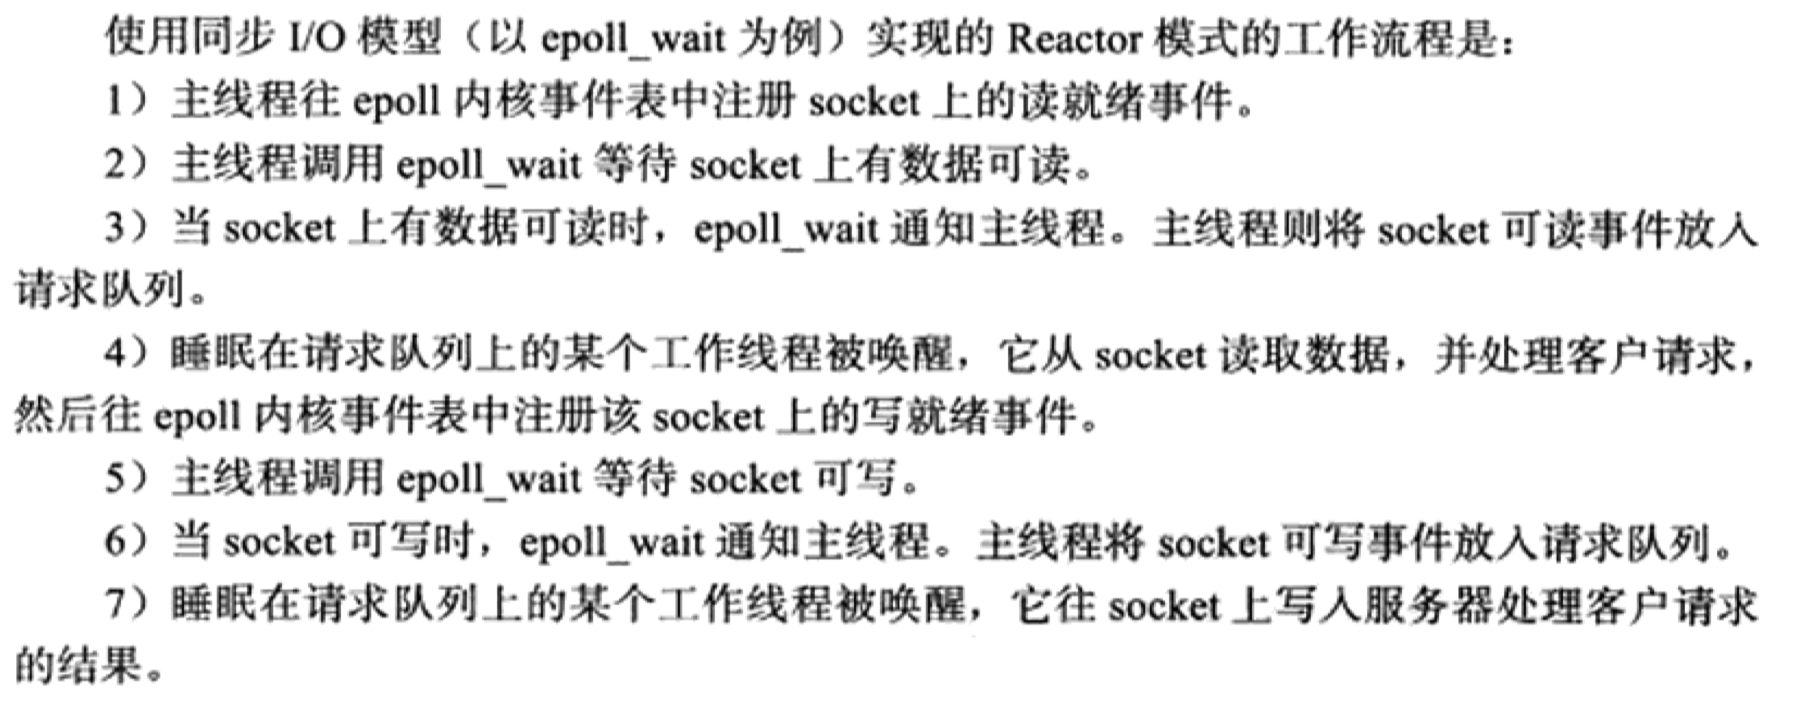 使用同步 I/O 模型（以 epoll_wait 为例）实现的 Reactor 模式的工作流程是：
1）主线程往 epoll 内核事件表中注册 socket 上的读就绪事件。
2）主线程调用 epoll_wait 等待 socket 上有数据可读。
3）当 socket 上有数据可读时，epoll_wait 通知主线程。主线程则将 socket 可读事件放入
请求队列。
4）睡眠在请求队列上的某个工作线程被唤醒，它从 socket 读取数据，并处理客户请求，
然后往 epoll 内核事件表中注册该 socket 上的写就绪事件。
5）主线程调用 epoll_wait 等待 socket 可写。
6）当 socket 可写时，epoll_wait 通知主线程。主线程将 socket 可写事件放入请求队列。
7）睡眠在请求队列上的某个工作线程被唤醒，它往 socket 上写入服务器处理客户请求
的结果。